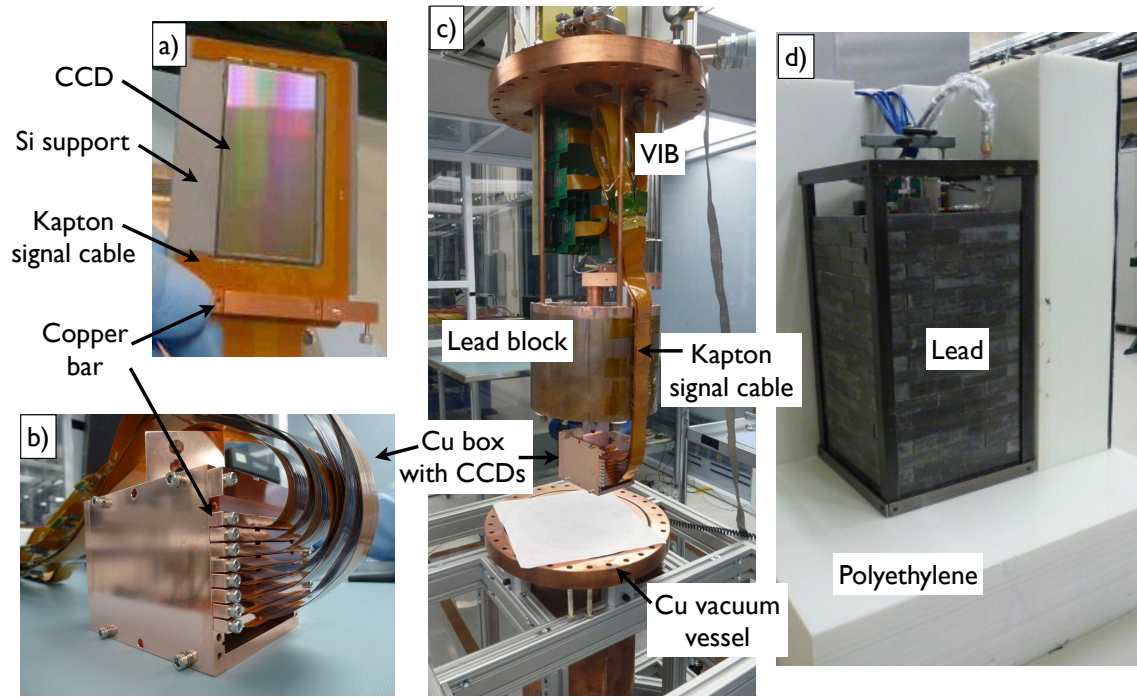 a)
CCD
Si support
Kapton
signal cable
Copper
bar
b)
Cu box
with CCDs
c)
VIB
Lead block
Kapton
signal cable
Cu vacuum
vessel
d)
Lead
Polyethylene